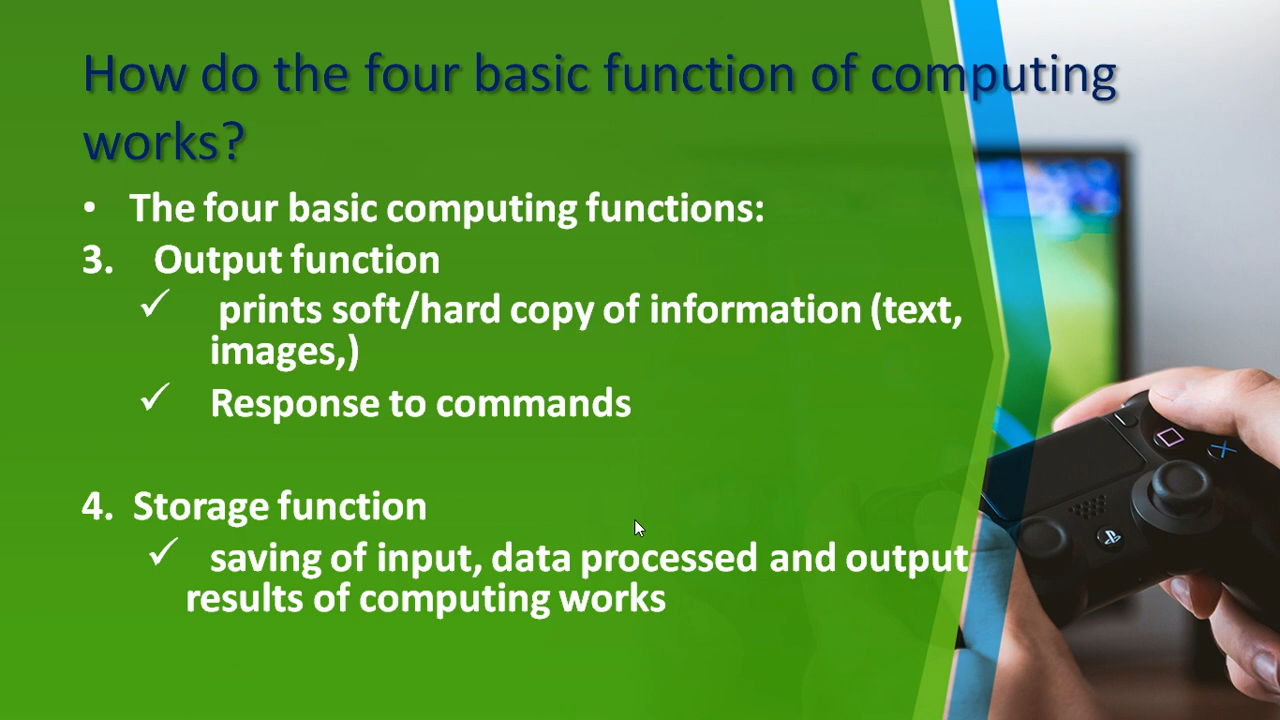 How do the four basic function of computing
works?
• The four basic computing functions:
3. Output function
✓ prints soft/hard copy of information (text,
images,)
✓ Response to commands
4. Storage function
✓ saving of input, data processed and output
results of computing works